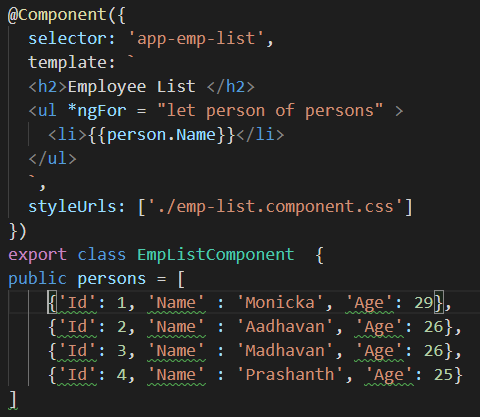 @Component({
  selector: 'app-emp-list',
  template: `
  <h2>Employee List </h2>
  <ul *ngFor = "let person of persons" >
    <li>{{person.Name}}</li>
  </ul>
  `,
  styleUrls: ['./emp-list.component.css']
})
export class EmpListComponent  {
public persons = [
    {'Id': 1, 'Name' : 'Monicka', 'Age': 29},
    {'Id': 2, 'Name' : 'Aadhavan', 'Age': 26},
    {'Id': 3, 'Name' : 'Madhavan', 'Age': 26},
    {'Id': 4, 'Name' : 'Prashanth', 'Age': 25}
]